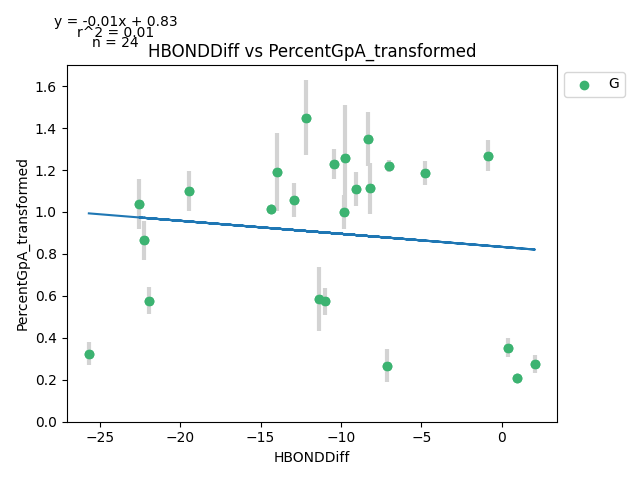 y = -0.01x + 0.83
r^2 = 0.01
n = 24
HBONDDiff vs PercentGpA_transformed
G
PercentGpA_transformed
1.6
1.4
1.2
1.0
0.8
0.6
0.4
0.2
0.0
−25
−20
−15
−10
−5
0
HBONDDiff